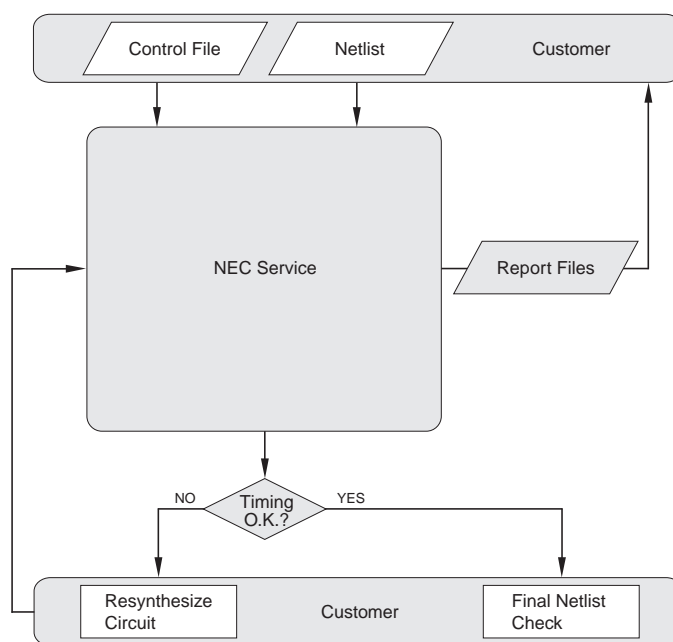 Control File
Netlist
Customer
NEC Service
Report Files
NO
Timing
O.K.?
YES
Resynthesize
Circuit
Customer
Final Netlist
Check